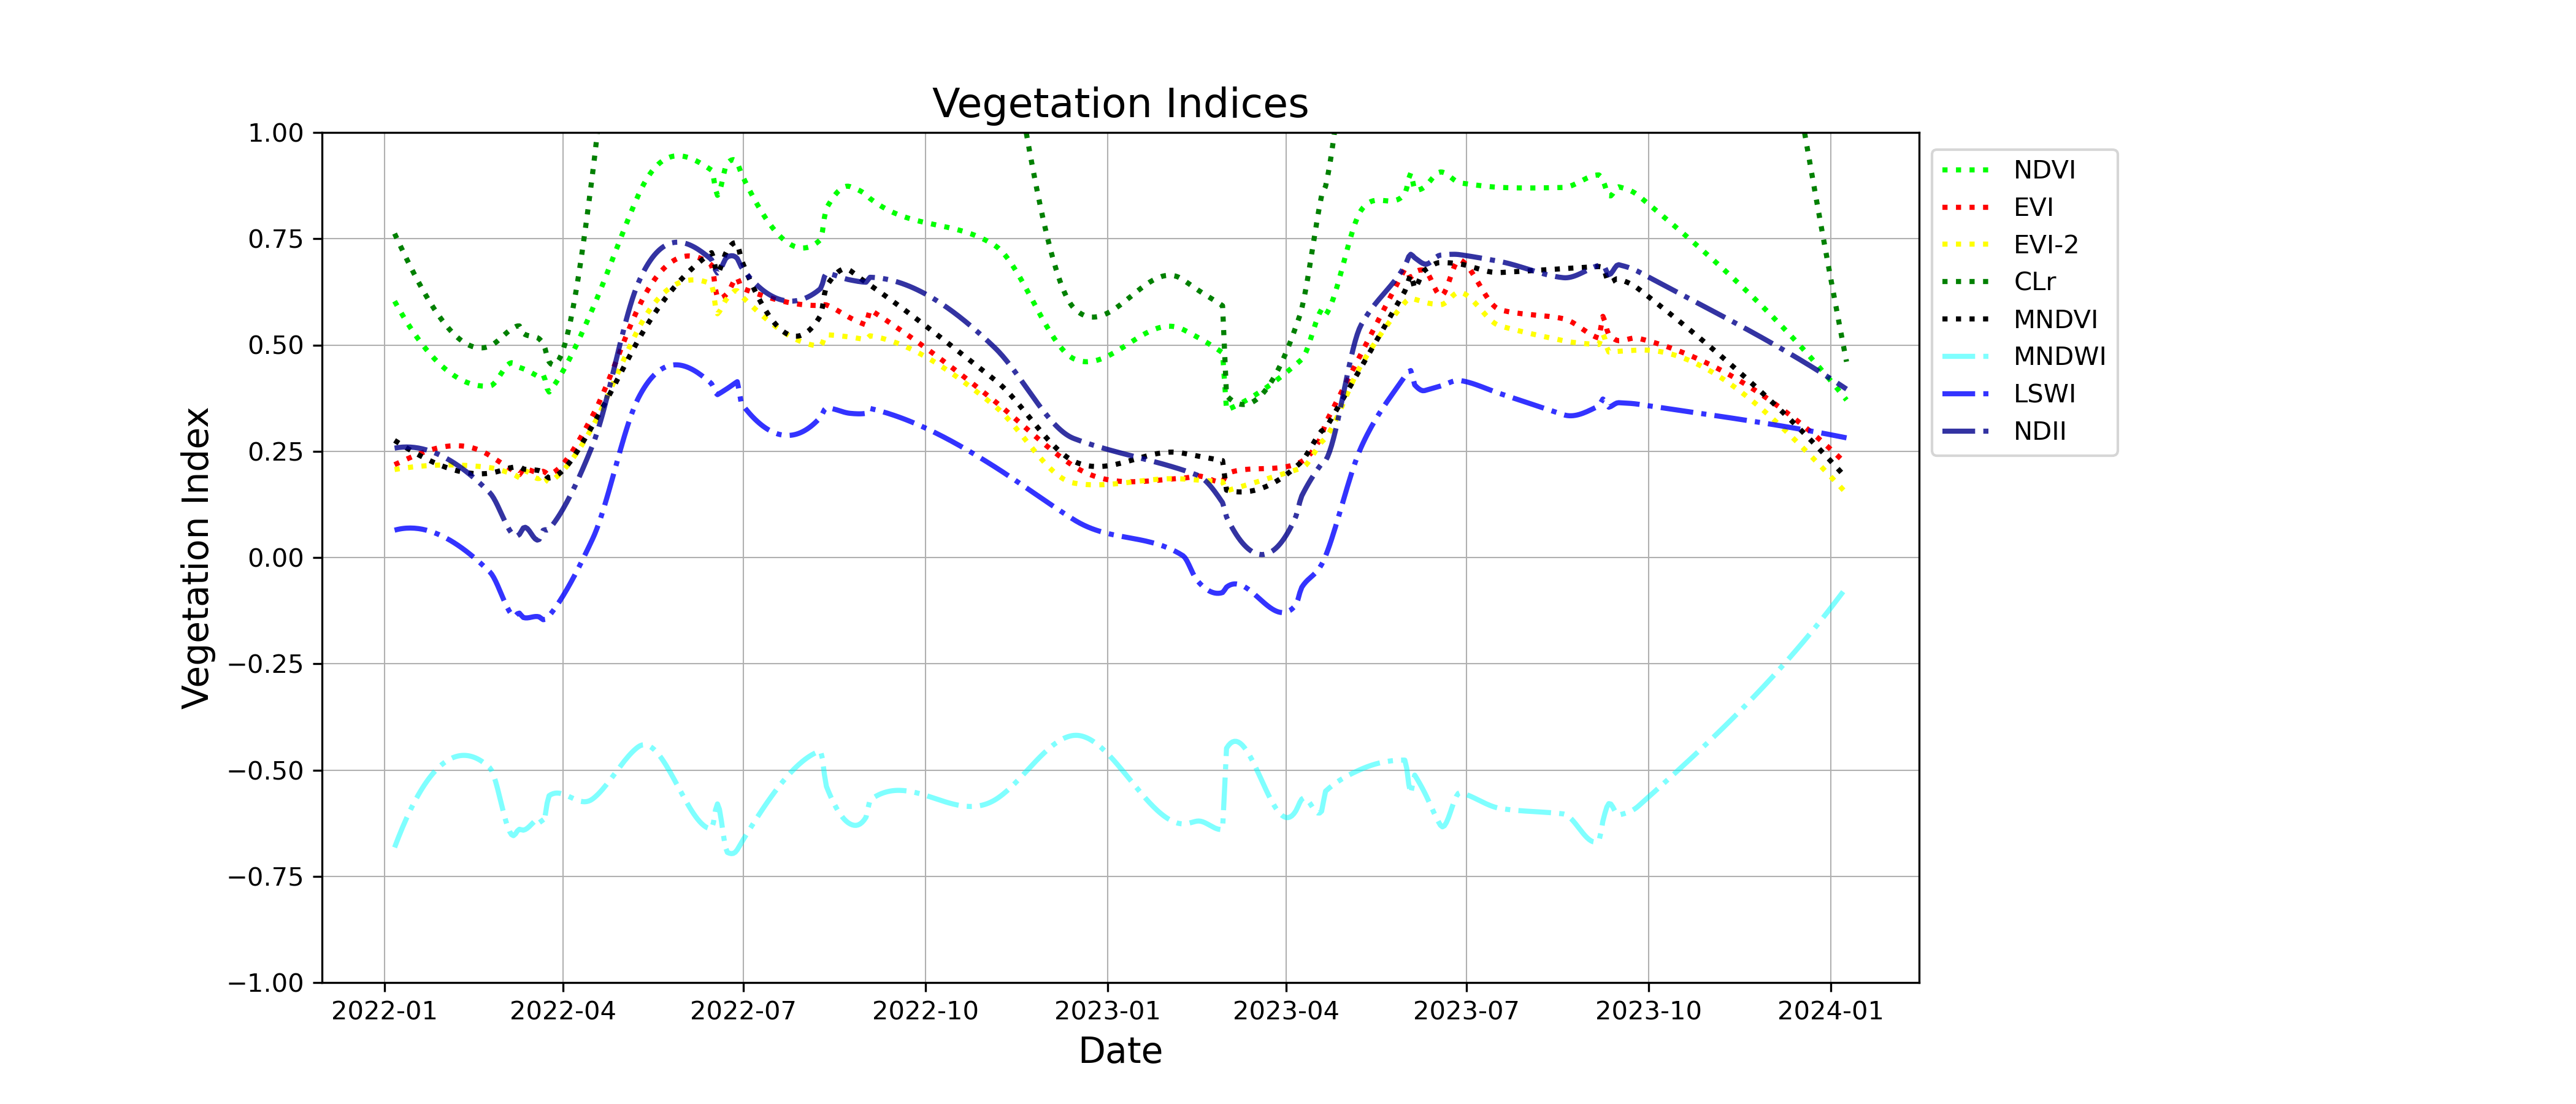 Vegetation Indices
1.00
0.75
0.50
0.25
0.00
−0.25
−0.50
−0.75
−1.00
Vegetation Index
2022-01 2022-04 2022-07 2022-10 2023-01 2023-04 2023-07 2023-10 2024-01
Date
NDVI
EVI
EVI-2
CLr
MNDVI
MNDWI
LSWI
NDII